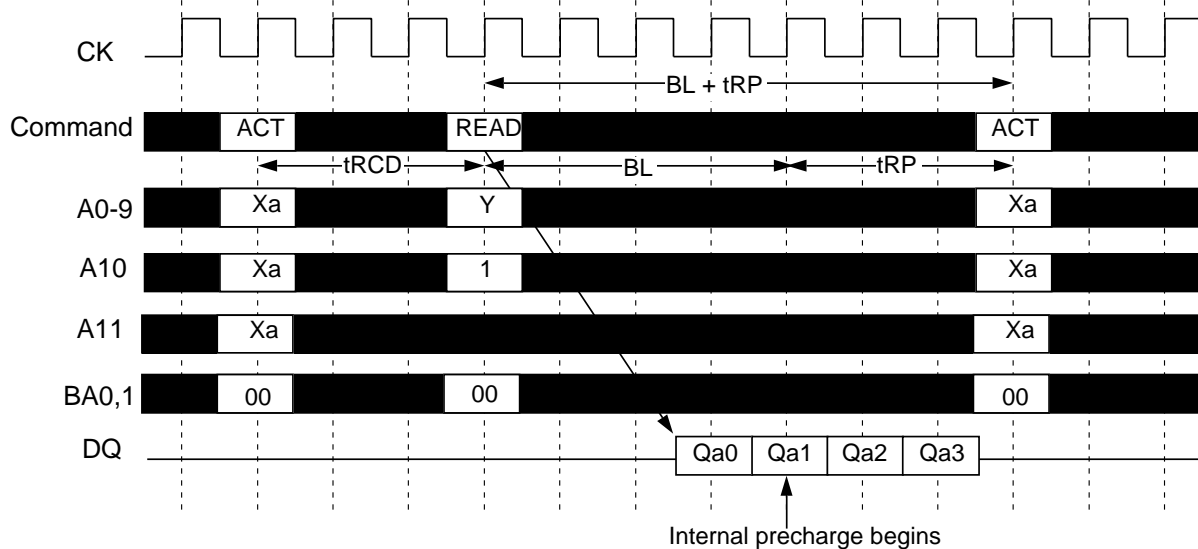 CK
BL + tRP
Command ACT READ ACT
tRCD BL tRP
A0-9 Xa Y Xa
A10 Xa 1 Xa
A11 Xa Xa
BA0,1 00 00 00
DQ Qa0 Qa1 Qa2 Qa3
Internal precharge begins